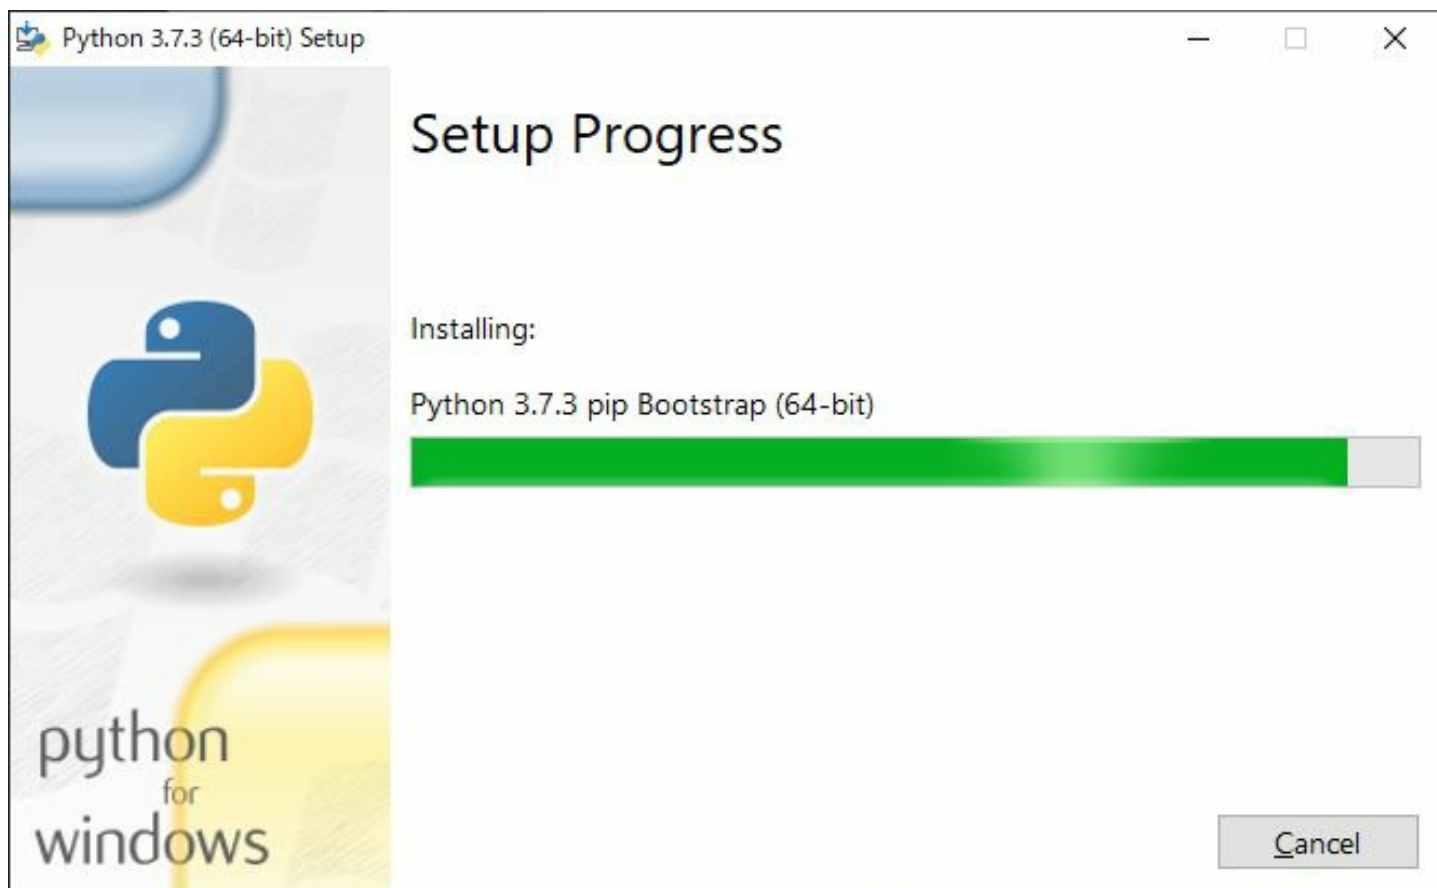 Python 3.7.3 (64-bit) Setup
Setup Progress
Installing:
Python 3.7.3 pip Bootstrap (64-bit)
python
for
windows
Cancel